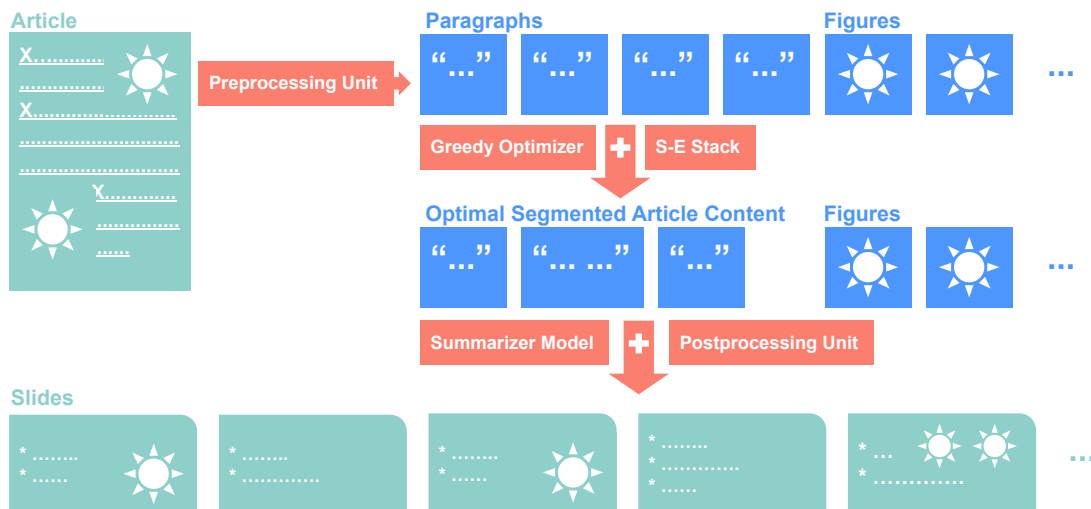 Article
Paragraphs
Figures
X..............
...............
X...........................
............................
............................
X..............
...............
......
Preprocessing Unit
“...”
“...”
“...”
“...”
...
Greedy Optimizer
+
S-E Stack
Optimal Segmented Article Content
Figures
“...”
“... ...”
“...”
...
Summarizer Model
+
Postprocessing Unit
Slides
* ........
* ......
* ........
* .............
* ........
* ......
* ........
* .............
* ......
* ...
* .............
...